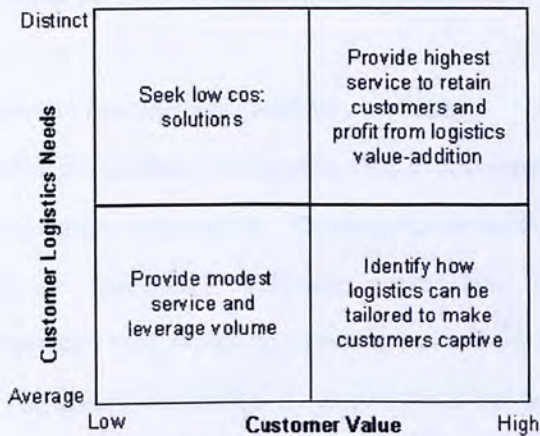 Distinct
Seek low cos:
solutions
Provide highest
service to retain
customers and
profit from logistics
value-addition
Customer Logistics Needs
Provide modest
service and
leverage volume
Identify how
logistics can be
tailored to make
customers captive
Average
Low
Customer Value
High